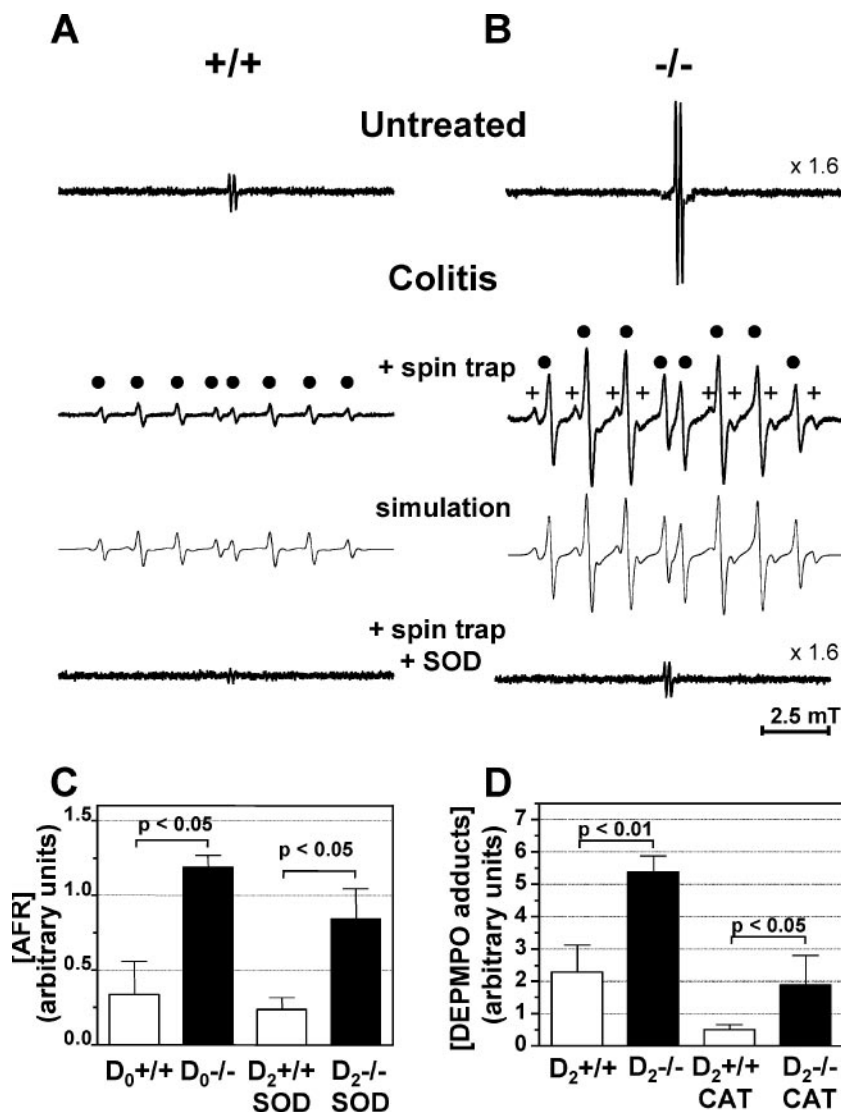 A
B
+/+
-/-
Untreated
x 1.6
Colitis
+ spin trap
+ + + + + + + +
simulation
+ spin trap
+ SOD
x 1.6
2.5 mT
C
D
[AFR]
(arbitrary units)
1.5
1.0
0.5
0.0
p < 0.05
p < 0.05
D₀+/+ D₀-/- D₂+/+ D₂-/-
SOD SOD
[DEPMPO adducts]
(arbitrary units)
7
6
5
4
3
2
1
0
p < 0.01
p < 0.05
D₂+/+ D₂-/- D₂+/+ D₂-/-
CAT CAT